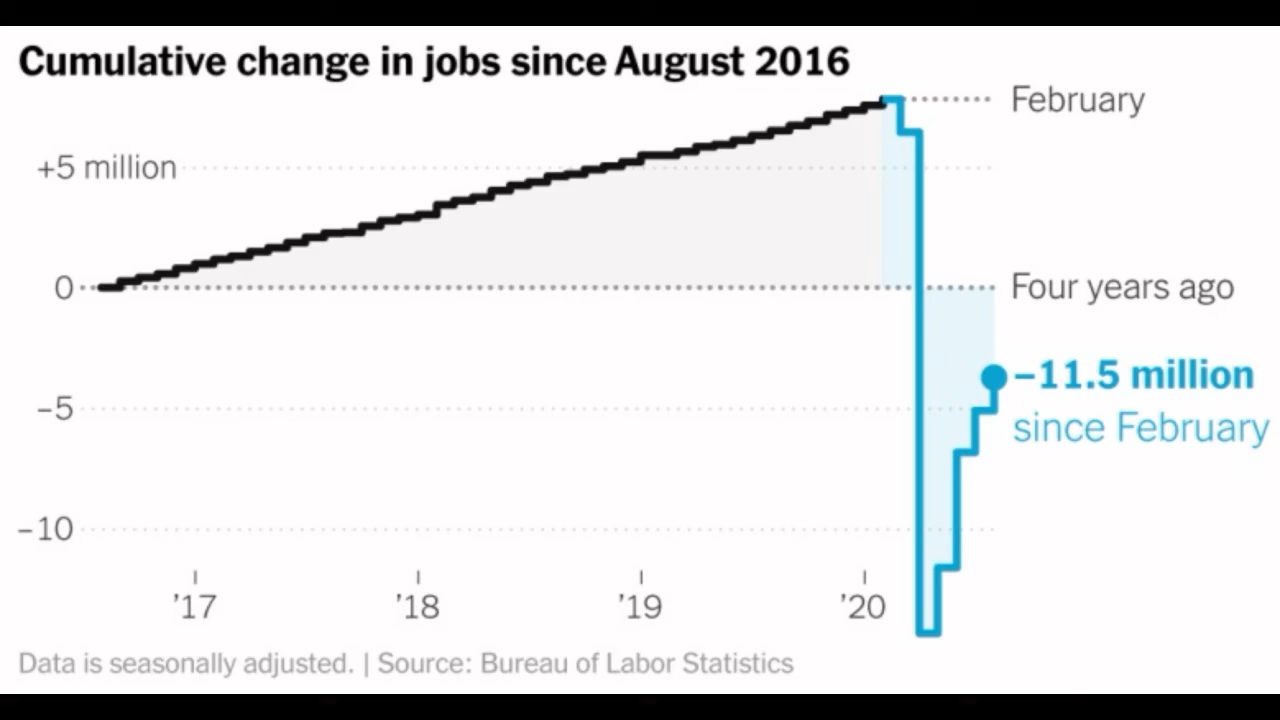 Cumulative change in jobs since August 2016
February
+5 million
0
Four years ago
–11.5 million
since February
–5
–10
’17 ’18 ’19 ’20
Data is seasonally adjusted. | Source: Bureau of Labor Statistics